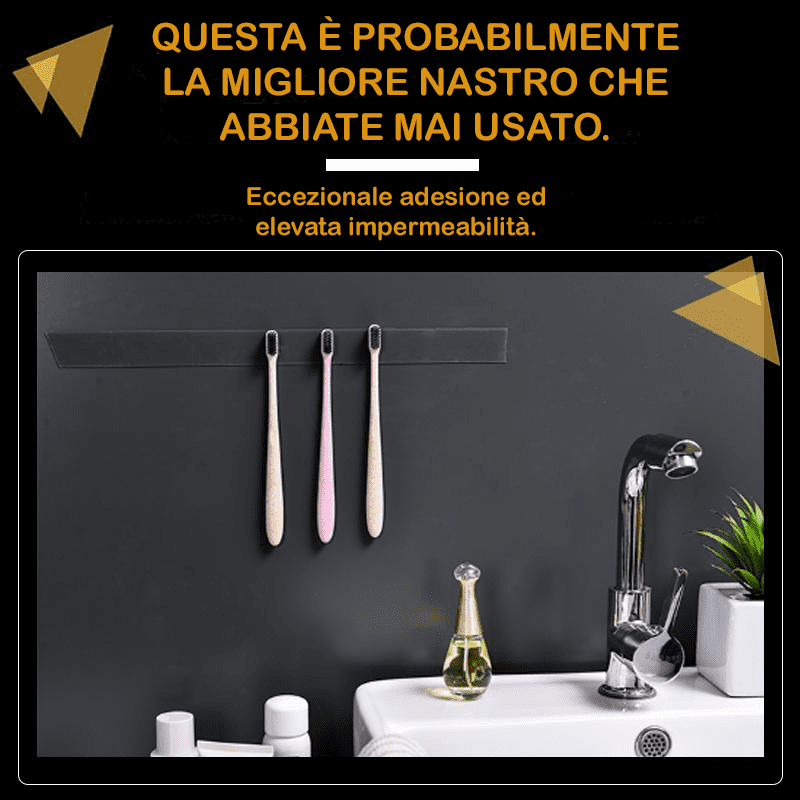 QUESTA È PROBABILMENTE
LA MIGLIORE NASTRO CHE
ABBIATE MAI USATO.
Eccezionale adesione ed
elevata impermeabilità.